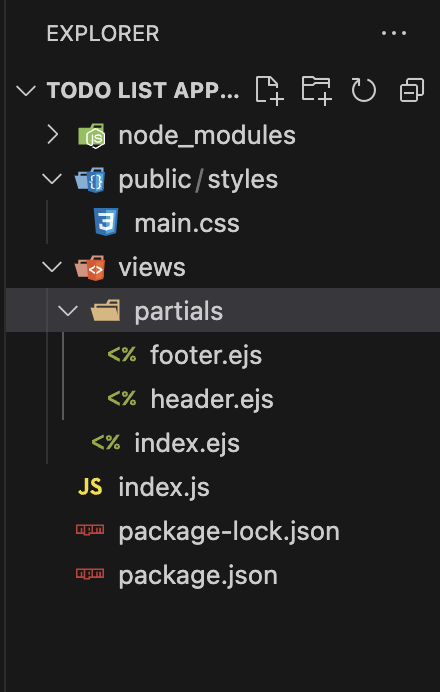 EXPLORER
TODO LIST APP...
node_modules
public/styles
main.css
views
partials
<% footer.ejs
<% header.ejs
<% index.ejs
JS index.js
package-lock.json
package.json